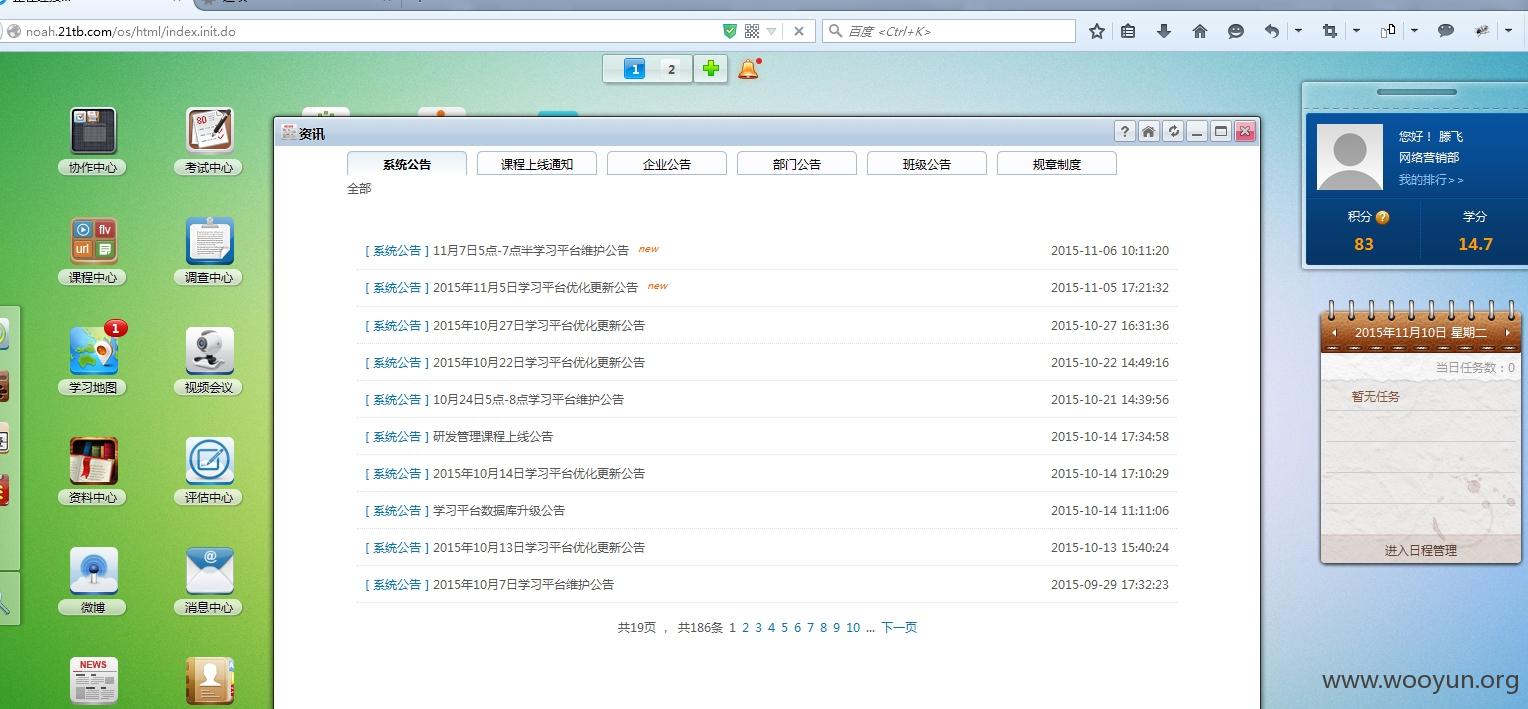 noah.21tb.com/os/html/index.init.do
百度 <Ctrl+K>
1 2
协作中心
考试中心
80
课程中心
flv
url
调查中心
1
学习地图
视频会议
资料中心
评估中心
微博
@
消息中心
NEWS
资讯
?
系统公告 课程上线通知 企业公告 部门公告 班级公告 规章制度
全部
[ 系统公告 ] 11月7日5点-7点半学习平台维护公告 new 2015-11-06 10:11:20
[ 系统公告 ] 2015年11月5日学习平台优化更新公告 new 2015-11-05 17:21:32
[ 系统公告 ] 2015年10月27日学习平台优化更新公告 2015-10-27 16:31:36
[ 系统公告 ] 2015年10月22日学习平台优化更新公告 2015-10-22 14:49:16
[ 系统公告 ] 10月24日5点-8点学习平台维护公告 2015-10-21 14:39:56
[ 系统公告 ] 研发管理课程上线公告 2015-10-14 17:34:58
[ 系统公告 ] 2015年10月14日学习平台优化更新公告 2015-10-14 17:10:29
[ 系统公告 ] 学习平台数据库升级公告 2015-10-14 11:11:06
[ 系统公告 ] 2015年10月13日学习平台优化更新公告 2015-10-13 15:40:24
[ 系统公告 ] 2015年10月7日学习平台维护公告 2015-09-29 17:32:23
共19页 ， 共186条 1 2 3 4 5 6 7 8 9 10 ... 下一页
您好！ 滕飞
网络营销部
我的排行>>
积分 ? 学分
83 14.7
2015年11月10日 星期二
当日任务数：0
暂无任务
进入日程管理
www.wooyun.org